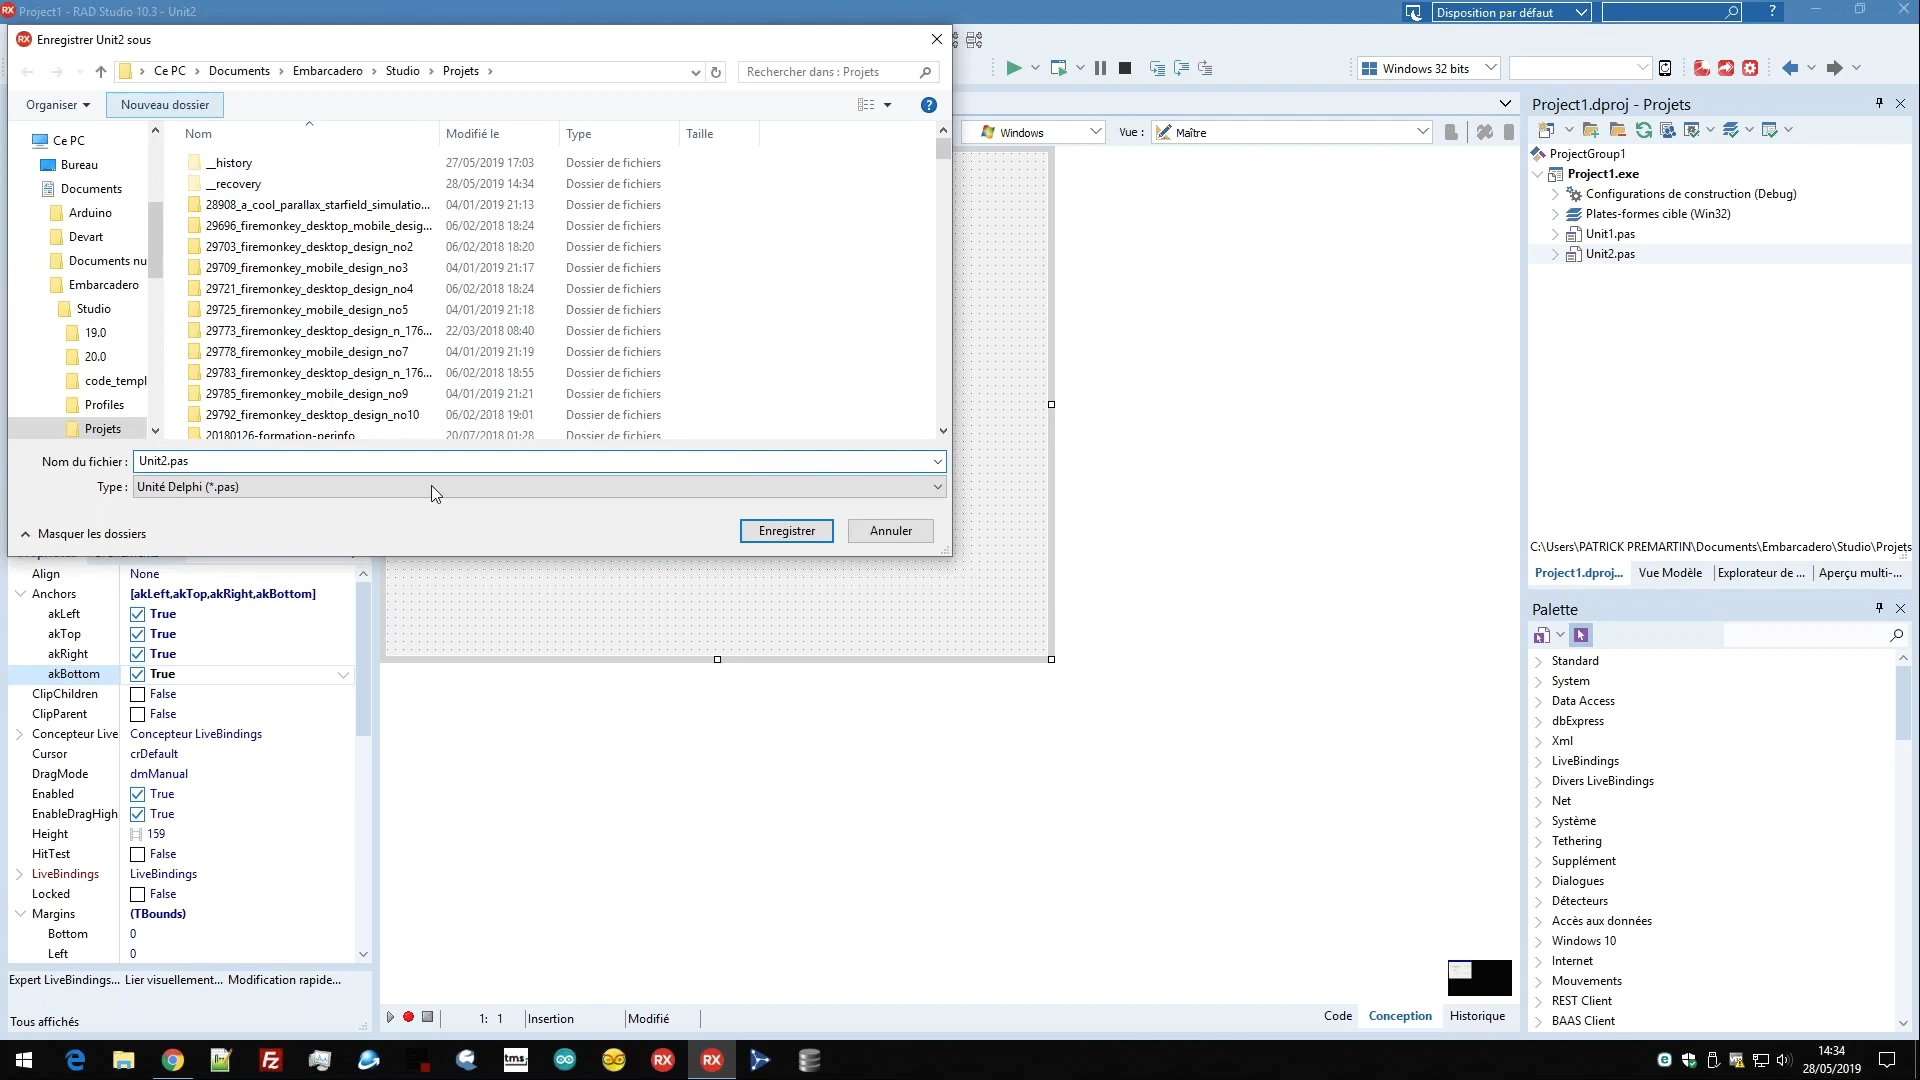 Project1 - RAD Studio 10.3 - Unit2
Disposition par défaut
?
Enregistrer Unit2 sous
Ce PC > Documents > Embarcadero > Studio > Projets >
Rechercher dans : Projets
Organiser
Nouveau dossier
Ce PC
Bureau
Documents
Arduino
Devart
Documents nu
Embarcadero
Studio
19.0
20.0
code_templ
Profiles
Projets
Nom Modifié le Type Taille
__history 27/05/2019 17:03 Dossier de fichiers
__recovery 28/05/2019 14:34 Dossier de fichiers
28908_a_cool_parallax_starfield_simulatio... 04/01/2019 21:13 Dossier de fichiers
29696_firemonkey_desktop_mobile_desig... 06/02/2018 18:24 Dossier de fichiers
29703_firemonkey_desktop_design_no2 06/02/2018 18:20 Dossier de fichiers
29709_firemonkey_mobile_design_no3 04/01/2019 21:17 Dossier de fichiers
29721_firemonkey_desktop_design_no4 06/02/2018 18:24 Dossier de fichiers
29725_firemonkey_mobile_design_no5 04/01/2019 21:18 Dossier de fichiers
29773_firemonkey_desktop_design_n_176... 22/03/2018 08:40 Dossier de fichiers
29778_firemonkey_mobile_design_no7 04/01/2019 21:19 Dossier de fichiers
29783_firemonkey_desktop_design_n_176... 06/02/2018 18:55 Dossier de fichiers
29785_firemonkey_mobile_design_no9 04/01/2019 21:21 Dossier de fichiers
29792_firemonkey_desktop_design_no10 06/02/2018 19:01 Dossier de fichiers
20180126-formation-perinfo 20/07/2018 01:28 Dossier de fichiers
Nom du fichier : Unit2.pas
Type : Unité Delphi (*.pas)
Masquer les dossiers
Enregistrer
Annuler
Windows 32 bits
Windows
Vue : Maître
Align None
Anchors [akLeft,akTop,akRight,akBottom]
akLeft True
akTop True
akRight True
akBottom True
ClipChildren False
ClipParent False
Concepteur Live Concepteur LiveBindings
Cursor crDefault
DragMode dmManual
Enabled True
EnableDragHigh True
Height 159
HitTest False
LiveBindings LiveBindings
Locked False
Margins (TBounds)
Bottom 0
Left 0
Expert LiveBindings... Lier visuellement... Modification rapide...
Tous affichés
1: 1 Insertion Modifié
Code Conception Historique
Project1.dproj - Projets
ProjectGroup1
Project1.exe
Configurations de construction (Debug)
Plates-formes cible (Win32)
Unit1.pas
Unit2.pas
C:\Users\PATRICK PREMARTIN\Documents\Embarcadero\Studio\Projets
Project1.dproj... Vue Modèle Explorateur de ... Aperçu multi-...
Palette
Standard
System
Data Access
dbExpress
Xml
LiveBindings
Divers LiveBindings
Net
Système
Tethering
Supplément
Dialogues
Détecteurs
Accès aux données
Windows 10
Internet
Mouvements
REST Client
BAAS Client
tms
RX
RX
14:34
28/05/2019